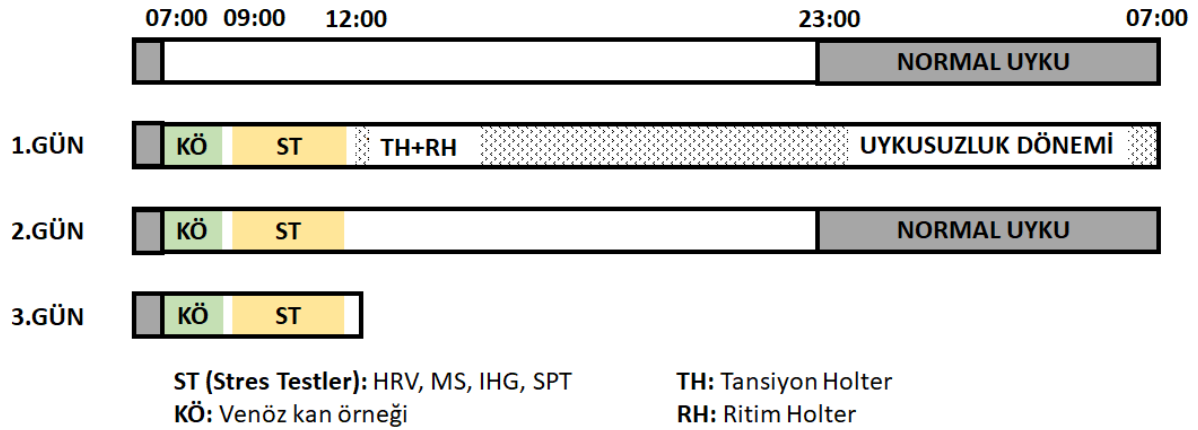 07:00 09:00 12:00 23:00 07:00
NORMAL UYKU
1.GÜN KÖ ST TH+RH UYKUSUZLUK DÖNEMİ
2.GÜN KÖ ST NORMAL UYKU
3.GÜN KÖ ST
ST (Stres Testler): HRV, MS, IHG, SPT TH: Tansiyon Holter
KÖ: Venöz kan örneği RH: Ritim Holter